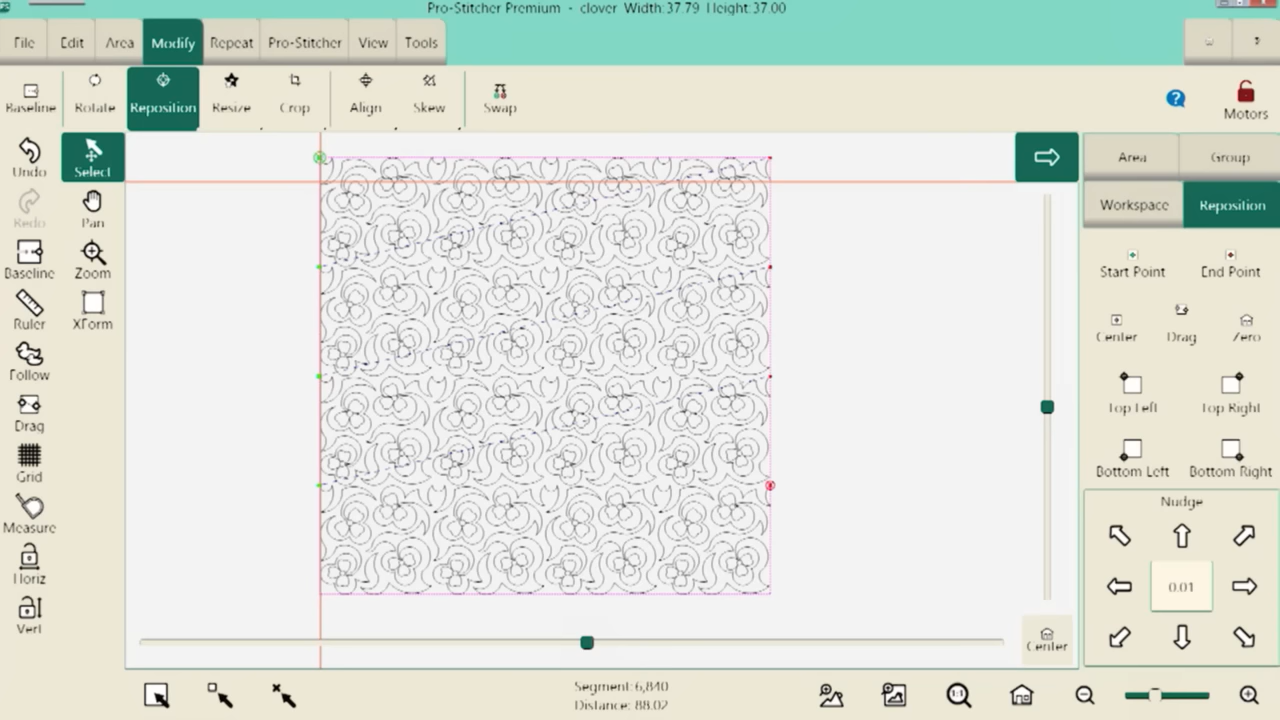 Pro-Stitcher Premium - clover Width:37.79 Height:37.00
File Edit Area Modify Repeat Pro-Stitcher View Tools
Baseline Rotate Reposition Resize Crop Align Skew Swap Motors
Undo Select
Redo Pan
Baseline Zoom
Ruler XForm
Follow
Drag
Grid
Measure
Horiz
Vert
Area Group
Workspace Reposition
Start Point End Point
Center Drag Zero
Top Left Top Right
Bottom Left Bottom Right
Nudge
0.01
Center
Segment:6,840
Distance: 88.02
1:1